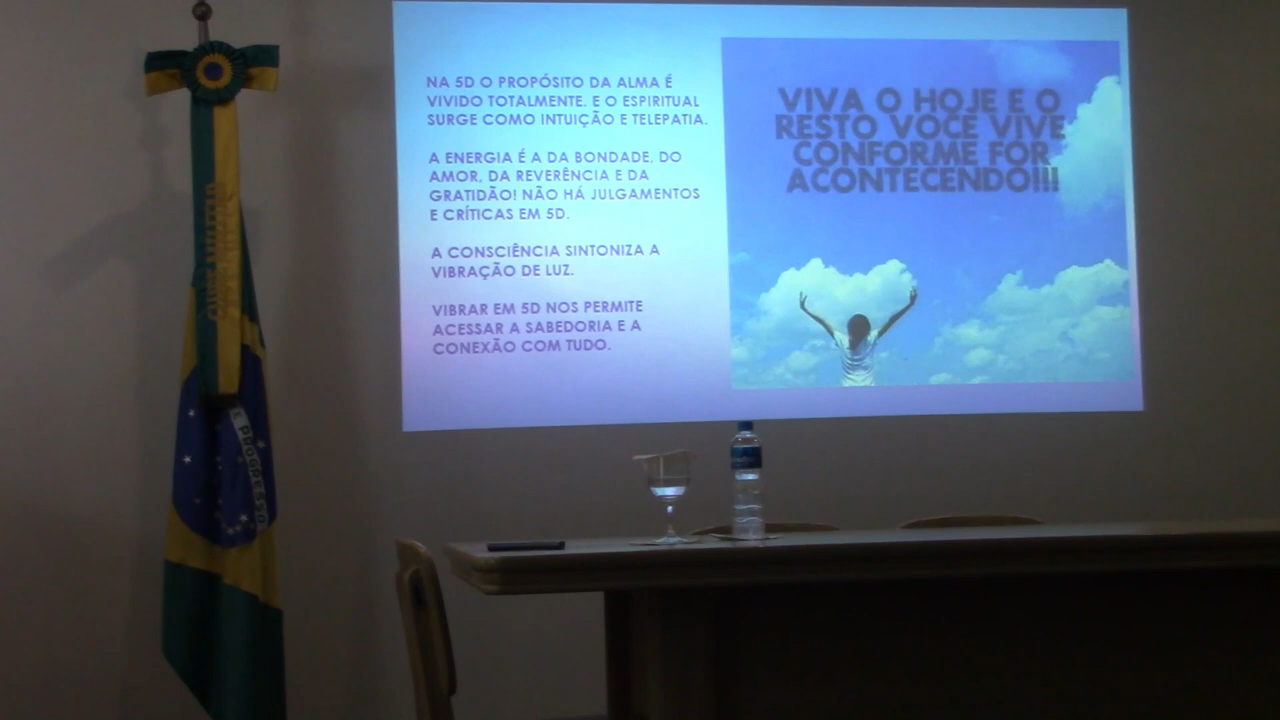 NA 5D O PROPÓSITO DA ALMA É
VIVIDO TOTALMENTE. E O ESPIRITUAL
SURGE COMO INTUIÇÃO E TELEPATIA.
A ENERGIA É A DA BONDADE, DO
AMOR, DA REVERÊNCIA E DA
GRATIDÃO! NÃO HÁ JULGAMENTOS
E CRÍTICAS EM 5D.
A CONSCIÊNCIA SINTONIZA A
VIBRAÇÃO DE LUZ.
VIBRAR EM 5D NOS PERMITE
ACESSAR A SABEDORIA E A
CONEXÃO COM TUDO.
VIVA O HOJE E O
RESTO VOCÊ VIVE
CONFORME FOR
ACONTECENDO!!!
E PROGRESSO